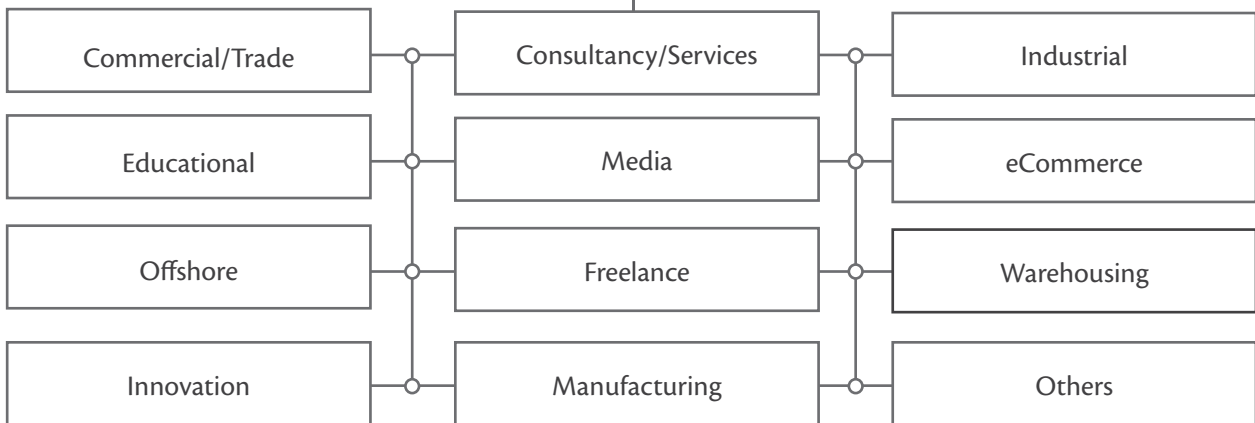 Commercial/Trade
Consultancy/Services
Industrial
Educational
Media
eCommerce
Offshore
Freelance
Warehousing
Innovation
Manufacturing
Others